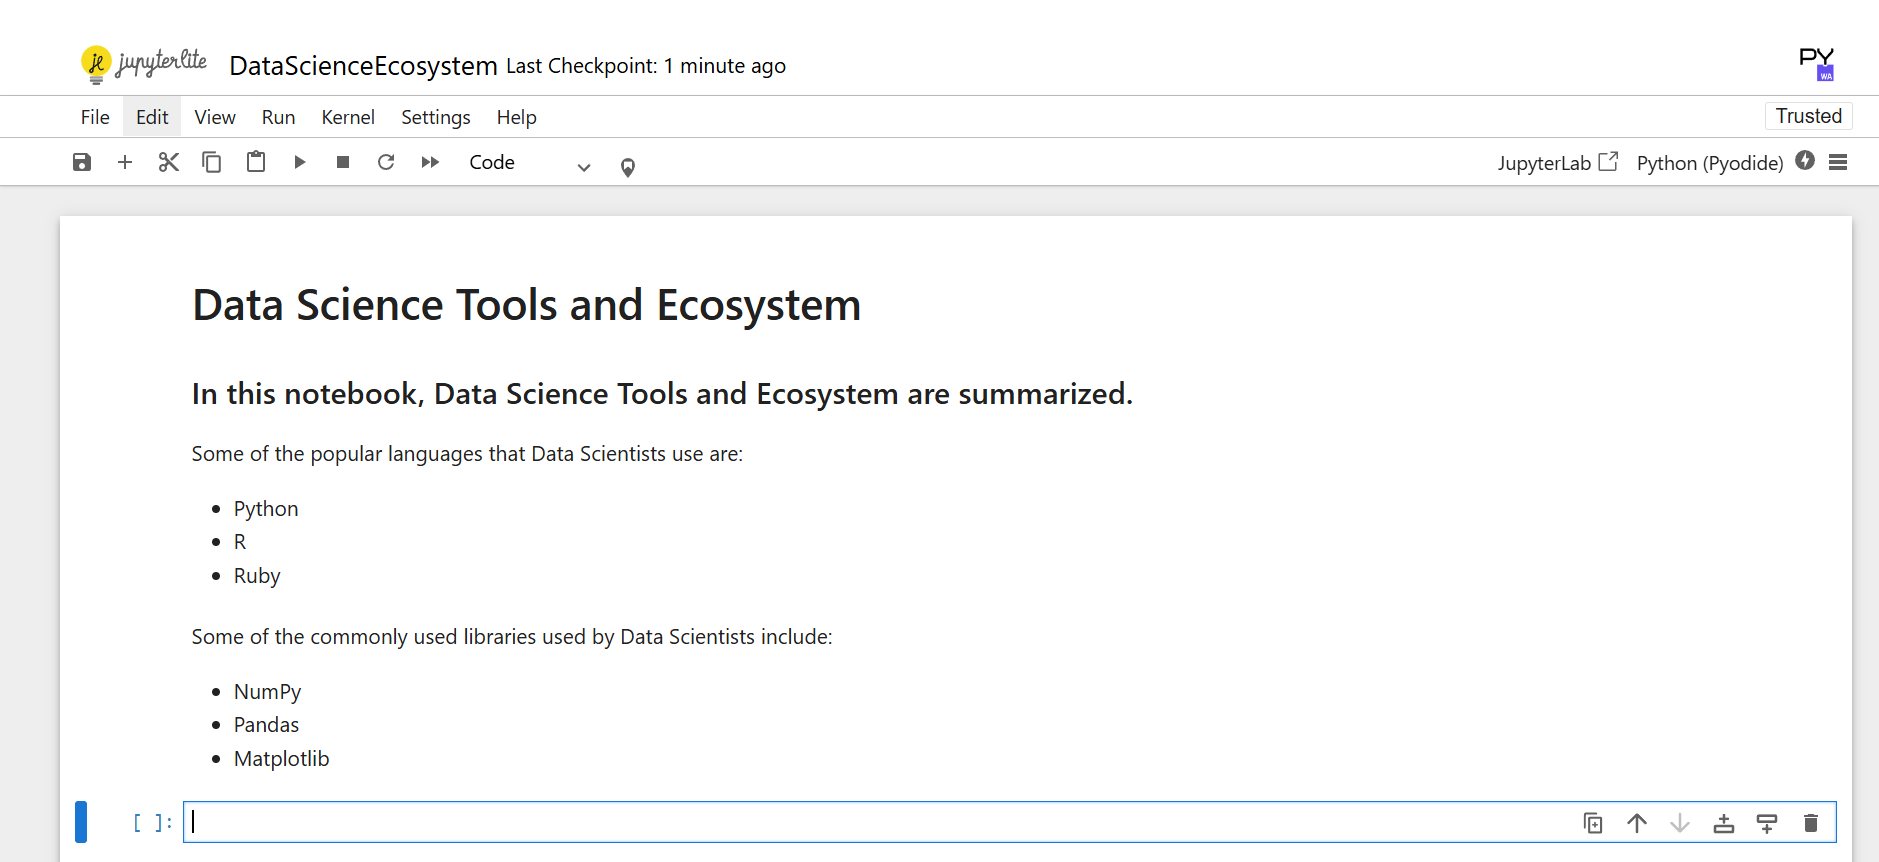 jupyterlite DataScienceEcosystem Last Checkpoint: 1 minute ago
PY
WA
File Edit View Run Kernel Settings Help Trusted
Code JupyterLab Python (Pyodide)
Data Science Tools and Ecosystem
In this notebook, Data Science Tools and Ecosystem are summarized.
Some of the popular languages that Data Scientists use are:
• Python
• R
• Ruby
Some of the commonly used libraries used by Data Scientists include:
• NumPy
• Pandas
• Matplotlib
[ ]: